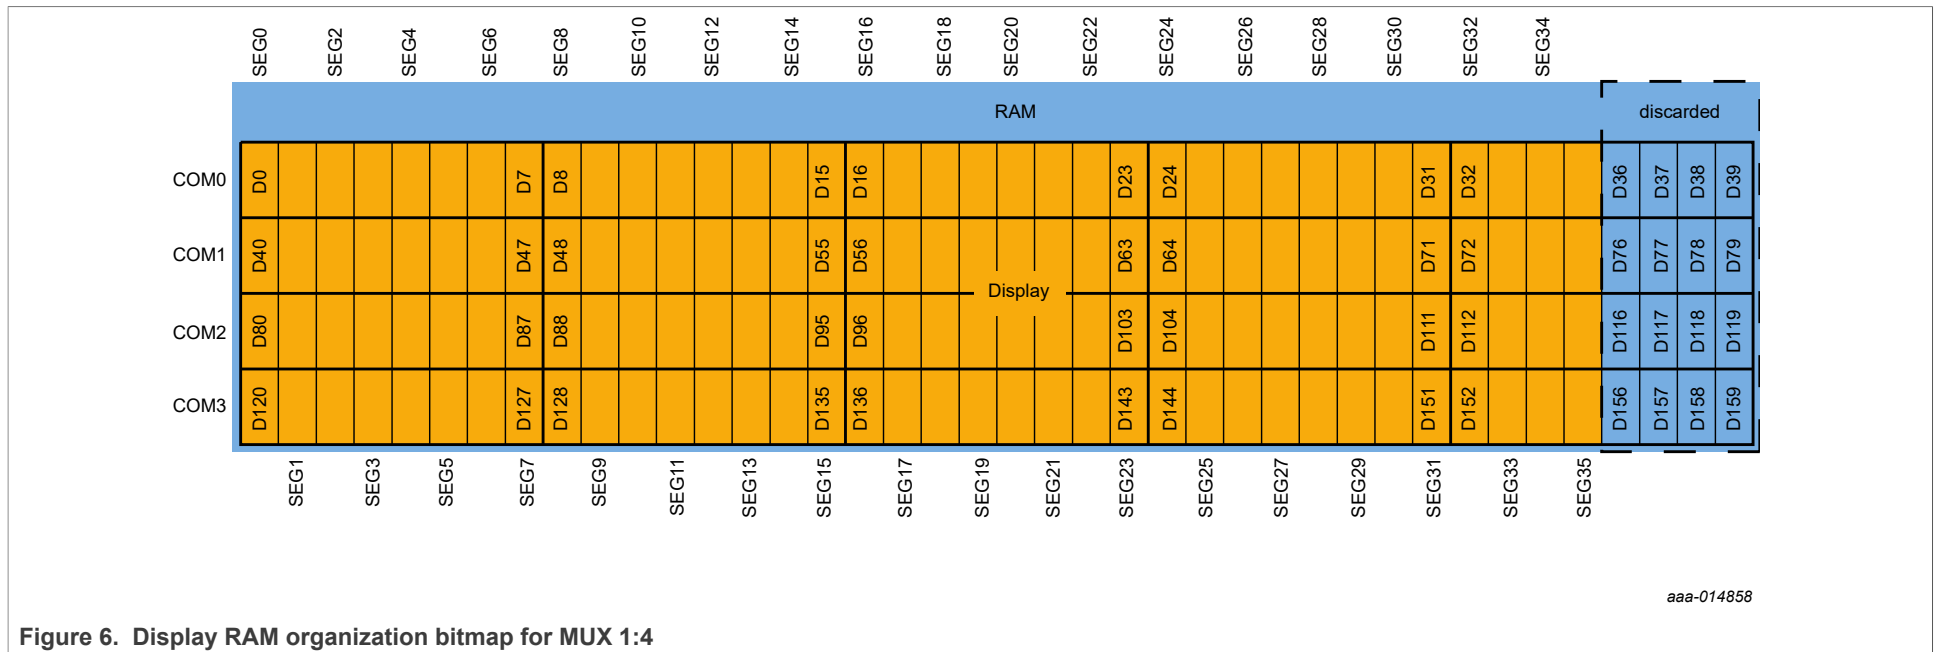 SEG0 SEG2 SEG4 SEG6 SEG8 SEG10 SEG12 SEG14 SEG16 SEG18 SEG20 SEG22 SEG24 SEG26 SEG28 SEG30 SEG32 SEG34
RAM discarded
COM0 D0 D7 D8 D15 D16 D23 D24 D31 D32 D36 D37 D38 D39
COM1 D40 D47 D48 D55 D56 D63 D64 D71 D72 D76 D77 D78 D79
Display
COM2 D80 D87 D88 D95 D96 D103 D104 D111 D112 D116 D117 D118 D119
COM3 D120 D127 D128 D135 D136 D143 D144 D151 D152 D156 D157 D158 D159
SEG1 SEG3 SEG5 SEG7 SEG9 SEG11 SEG13 SEG15 SEG17 SEG19 SEG21 SEG23 SEG25 SEG27 SEG29 SEG31 SEG33 SEG35
aaa-014858
Figure 6. Display RAM organization bitmap for MUX 1:4